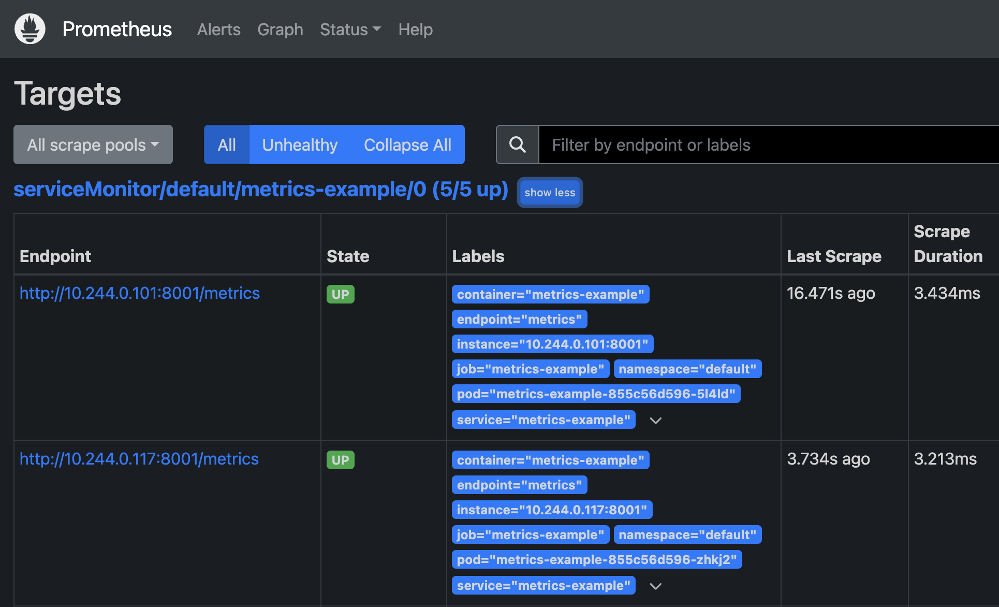 Prometheus Alerts Graph Status Help
Targets
All scrape pools All Unhealthy Collapse All Filter by endpoint or labels
serviceMonitor/default/metrics-example/0 (5/5 up) show less
Endpoint State Labels Last Scrape Scrape Duration
http://10.244.0.101:8001/metrics UP container="metrics-example" 16.471s ago 3.434ms
endpoint="metrics"
instance="10.244.0.101:8001"
job="metrics-example" namespace="default"
pod="metrics-example-855c56d596-5l4ld"
service="metrics-example"
http://10.244.0.117:8001/metrics UP container="metrics-example" 3.734s ago 3.213ms
endpoint="metrics"
instance="10.244.0.117:8001"
job="metrics-example" namespace="default"
pod="metrics-example-855c56d596-zhkj2"
service="metrics-example"